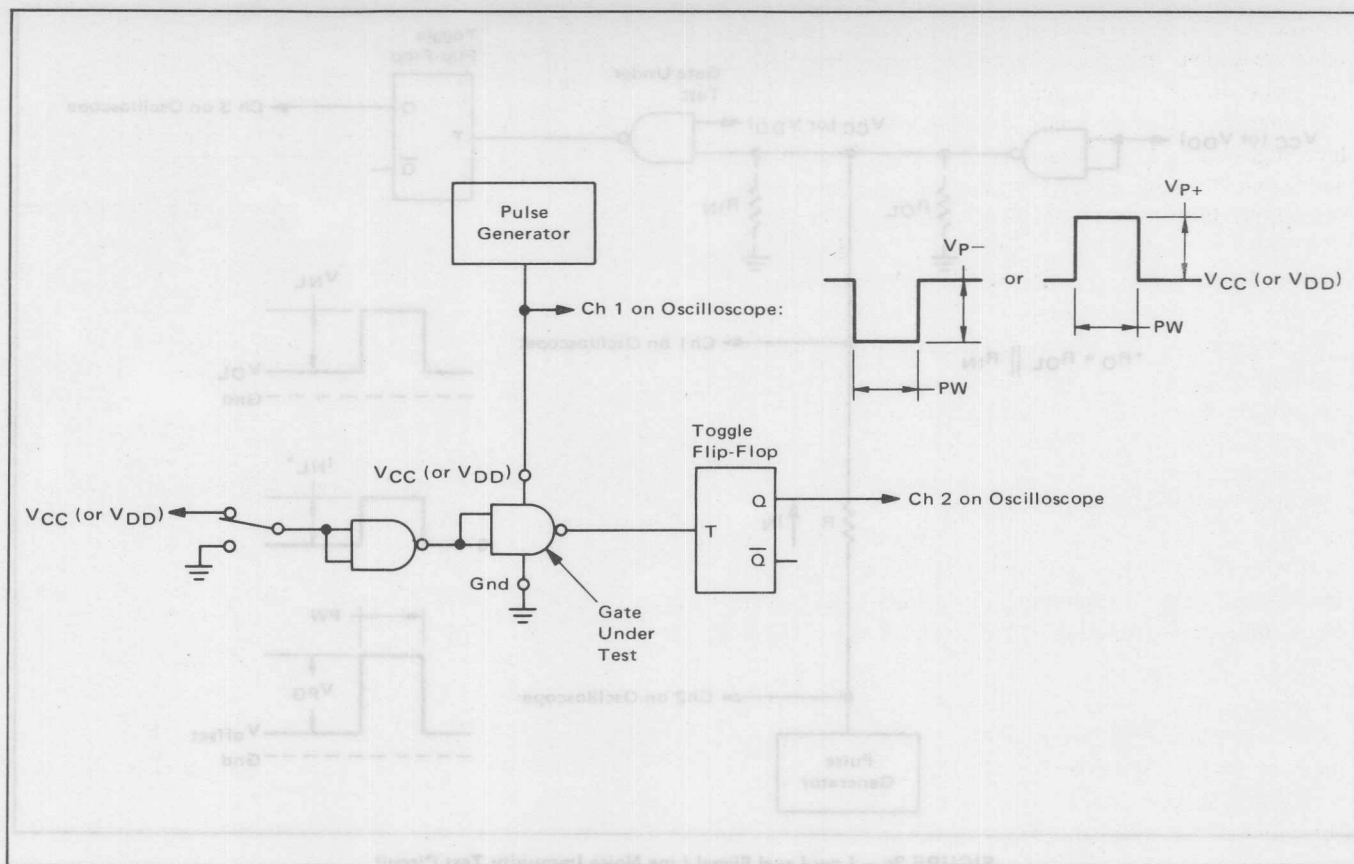 Pulse
Generator
Ch 1 on Oscilloscope:
VP−
or
VP+
VCC (or VDD)
PW
PW
VCC (or VDD)
VCC (or VDD)
Gnd
Gate
Under
Test
Toggle
Flip-Flop
T
Q
Q̅
Ch 2 on Oscilloscope